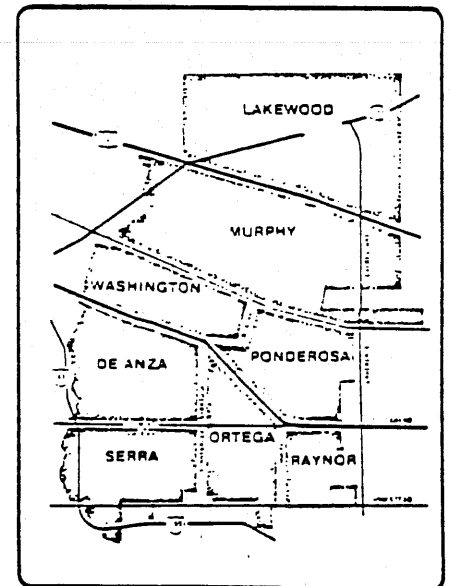 LAKEWOOD
MURPHY
WASHINGTON
DE ANZA
PONDEROSA
ORTEGA
SERRA
RAYNOR